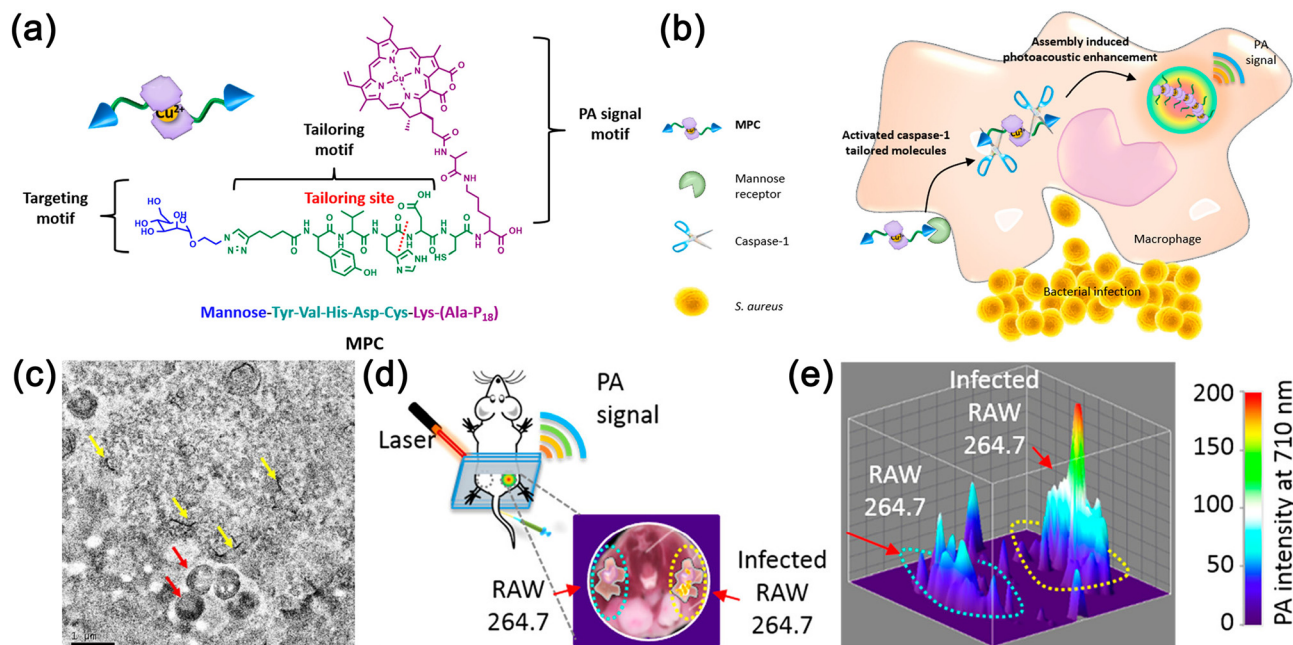 (a)
Cu2+
Targeting
motif
Tailoring
motif
Tailoring site
PA signal
motif
Mannose-Tyr-Val-His-Asp-Cys-Lys-(Ala-P18)
MPC
(b)
MPC
Mannose
receptor
Caspase-1
S. aureus
Assembly induced
photoacoustic enhancement
PA
signal
Activated caspase-1
tailored molecules
Macrophage
Bacterial infection
(c)
1 μm
(d)
PA
signal
Laser
RAW
264.7
Infected
RAW
264.7
(e)
Infected
RAW
264.7
RAW
264.7
200
150
100
50
0
PA intensity at 710 nm